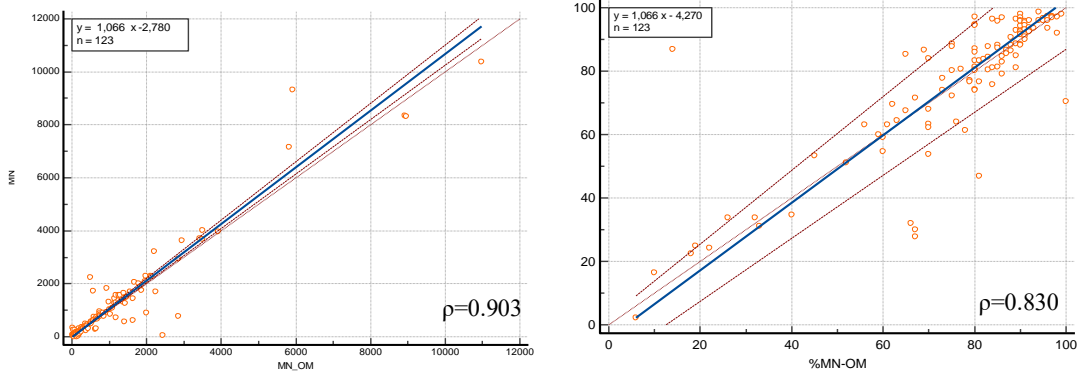 y = 1,066 x -2,780
n = 123
12000
10000
8000
6000
4000
2000
0
MN
0 2000 4000 6000 8000 10000 12000
MN_OM
ρ=0.903
y = 1,066 x - 4,270
n = 123
100
80
60
40
20
0
0 20 40 60 80 100
%MN-OM
ρ=0.830